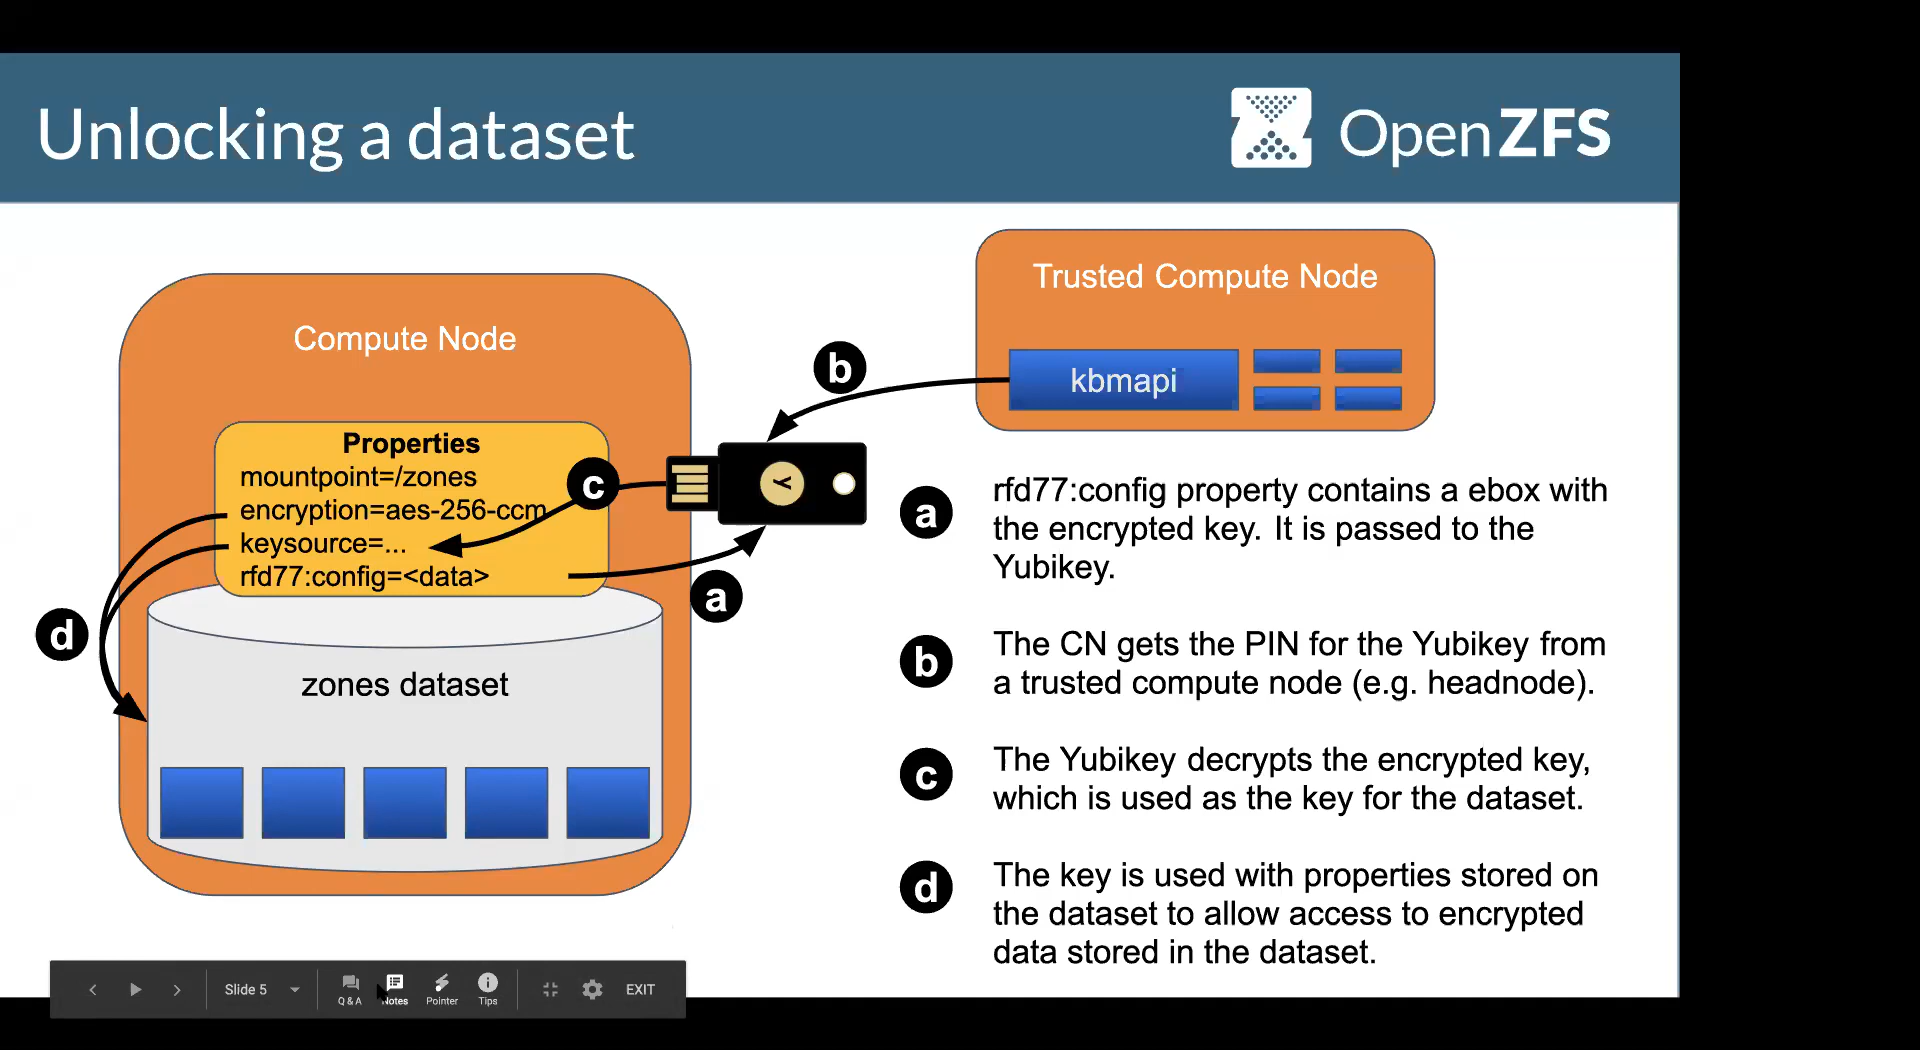 Unlocking a dataset
OpenZFS
Compute Node
Properties
mountpoint=/zones
encryption=aes-256-ccm
keysource=...
rfd77:config=<data>
zones dataset
d
c
a
b
Y
Trusted Compute Node
kbmapi
a
rfd77:config property contains a ebox with
the encrypted key. It is passed to the
Yubikey.
b
The CN gets the PIN for the Yubikey from
a trusted compute node (e.g. headnode).
c
The Yubikey decrypts the encrypted key,
which is used as the key for the dataset.
d
The key is used with properties stored on
the dataset to allow access to encrypted
data stored in the dataset.
Slide 5
Q & A
Notes
Pointer
Tips
EXIT